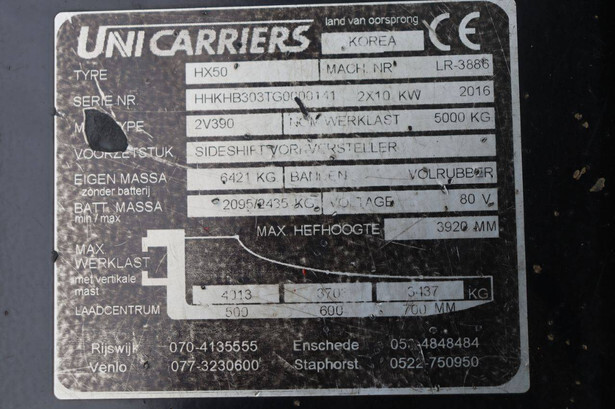 UNICARRIERS
land van oorsprong
KOREA
CE
TYPE HX50 MACH. NR LR-3886
SERIE NR 2X10 KW 2016
2V390 NOM WERKLAST 5000 KG
VOORZETSTUK SIDESHIFT VORKVERSTELLER
EIGEN MASSA 6421 KG BANDEN VOLRUBBER
zonder batterij
BATT. MASSA 2095/2435 KG VOLTAGE 80 V
min / max
MAX. HEFHOOGTE 3920 MM
MAX.
WERKLAST
met vertikale
mast
KG
LAADCENTRUM 500 600 700 MM
Rijswijk 070-4135555 Enschede
Venlo 077-3230600 Staphorst 0522-750950